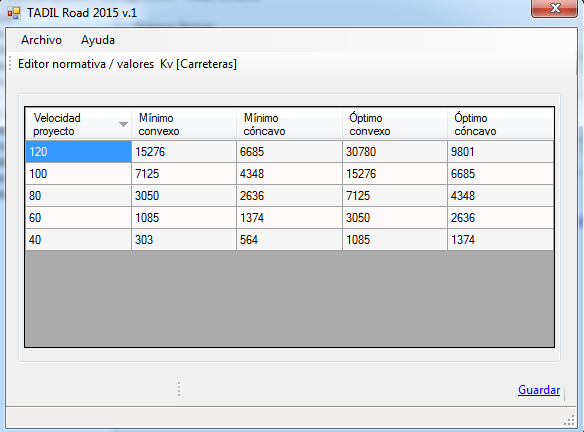 TADIL Road 2015 v.1
Archivo Ayuda
Editor normativa / valores Kv [Carreteras]
Velocidad proyecto Mínimo convexo Mínimo cóncavo Óptimo convexo Óptimo cóncavo
120 15276 6685 30780 9801
100 7125 4348 15276 6685
80 3050 2636 7125 4348
60 1085 1374 3050 2636
40 303 564 1085 1374
Guardar